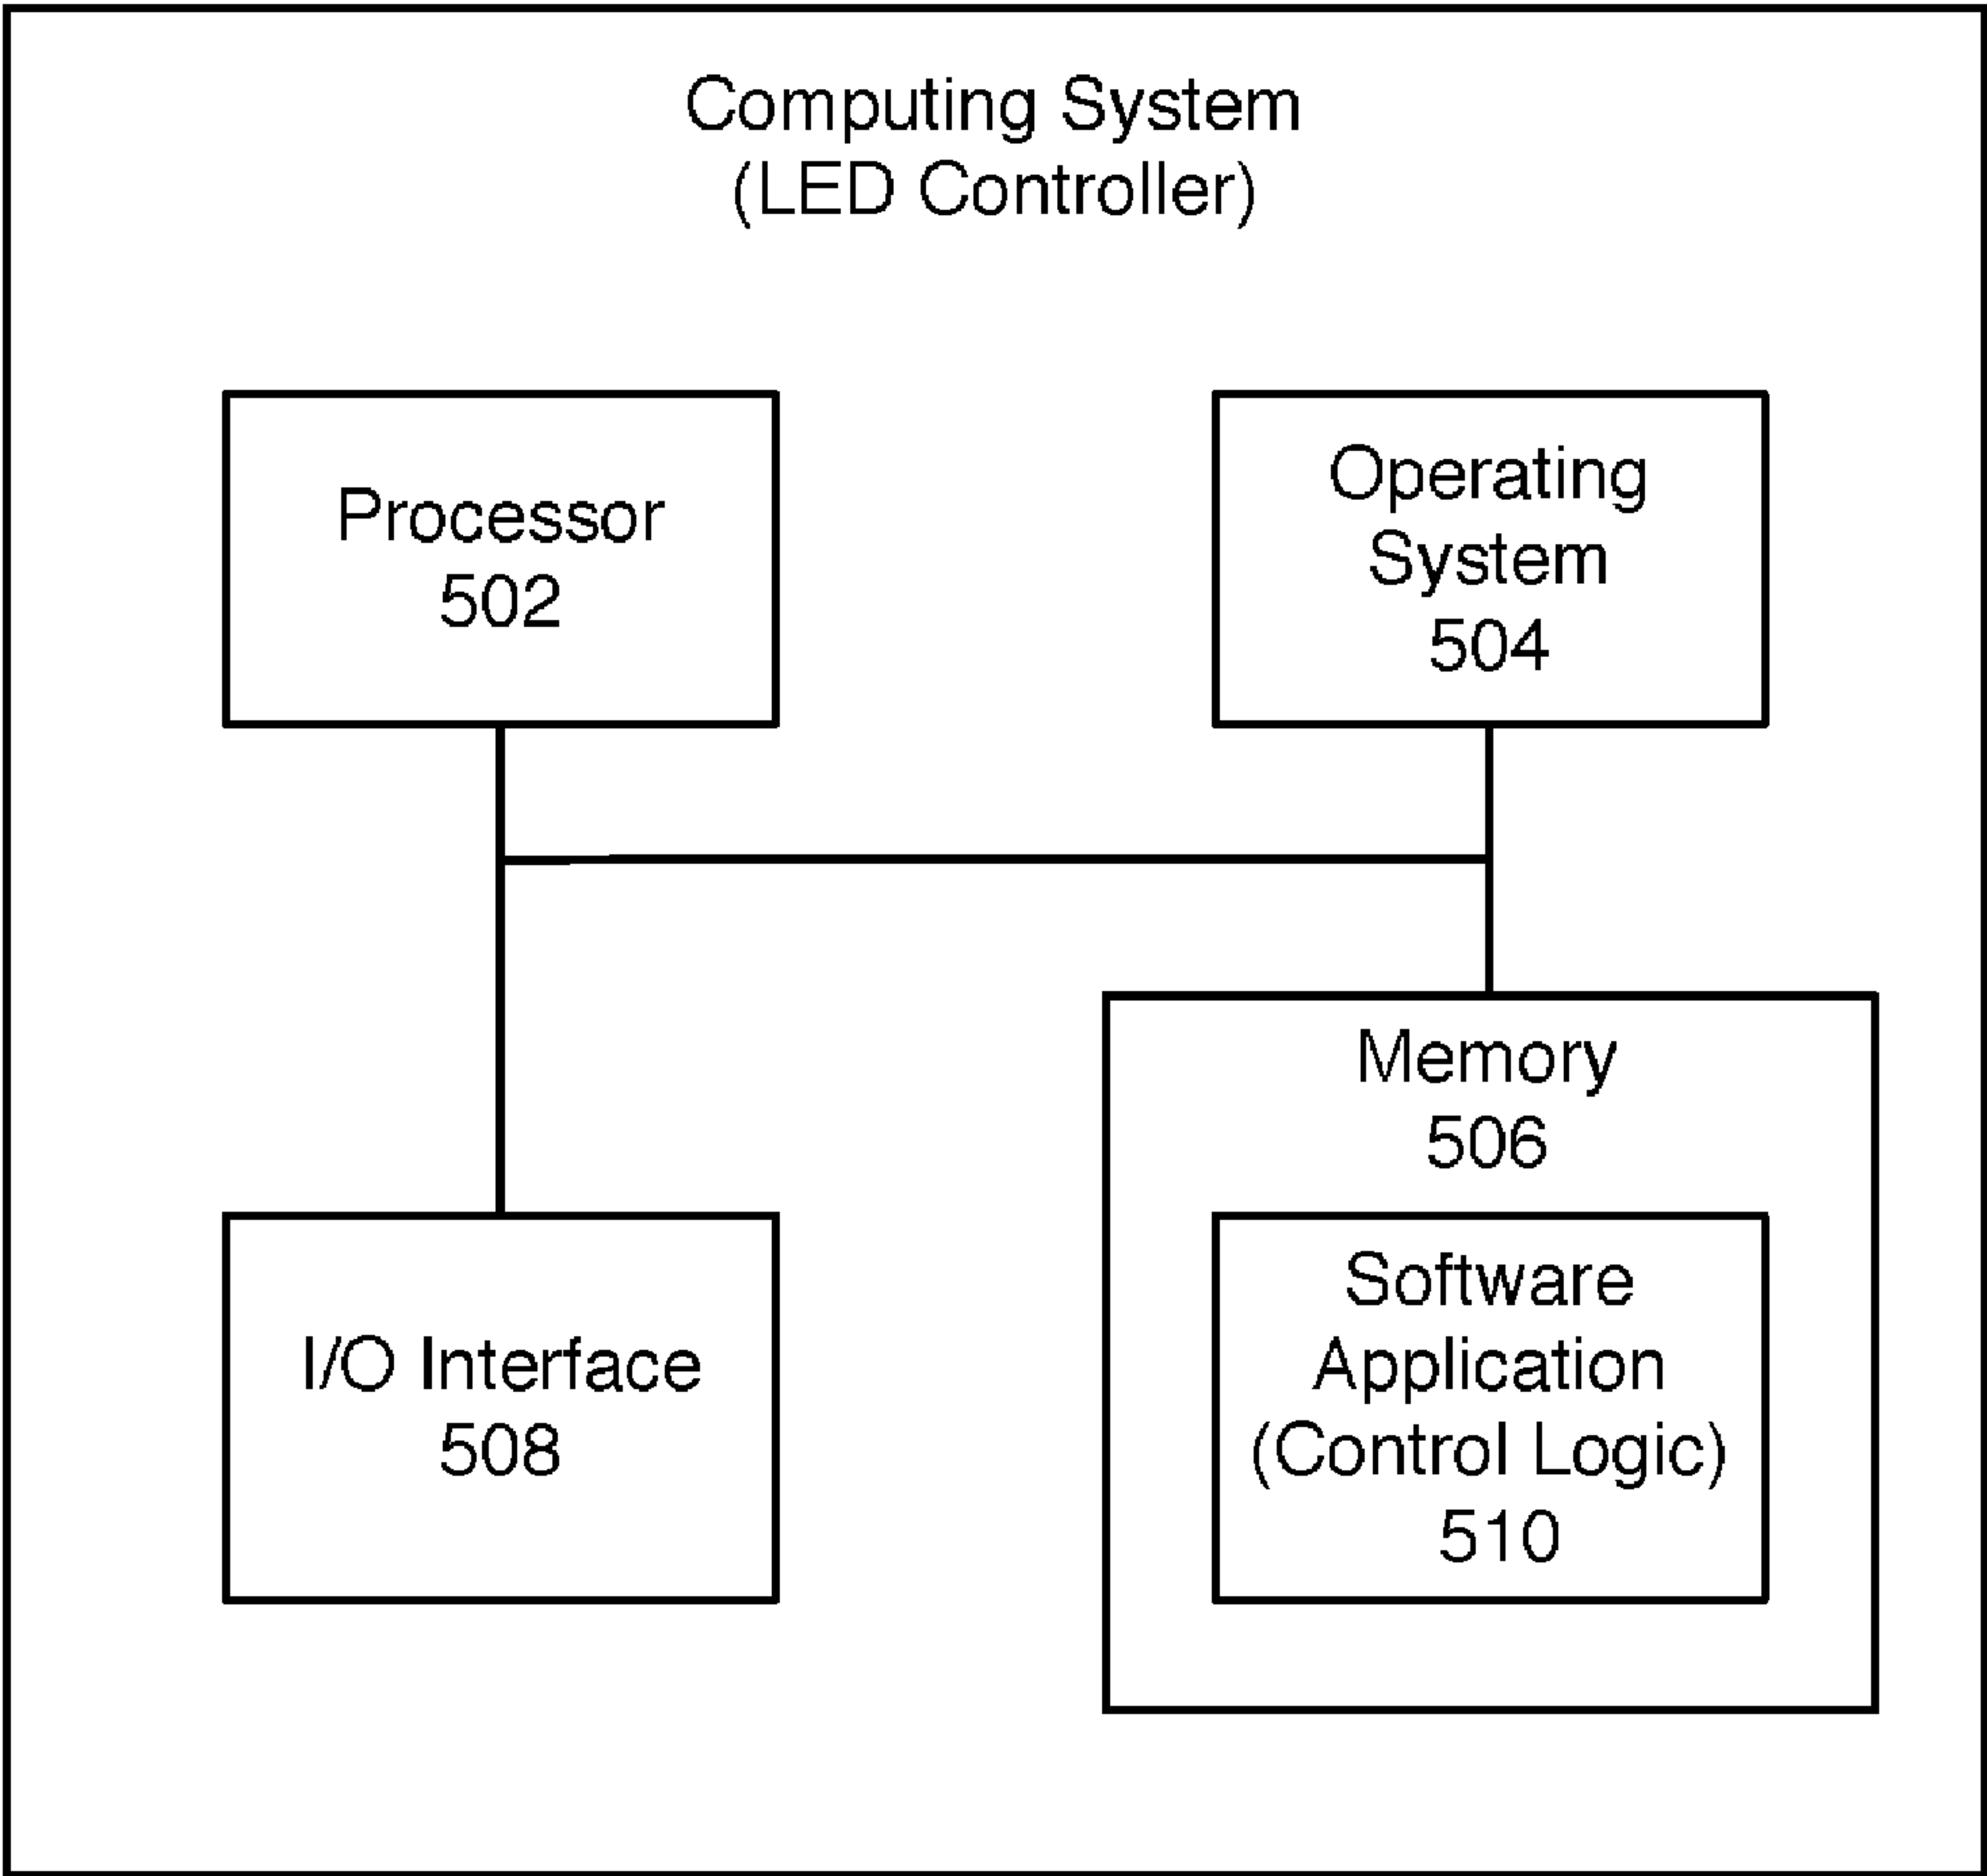 Computing System
(LED Controller)
Processor
502
Operating
System
504
Memory
506
I/O Interface
508
Software
Application
(Control Logic)
510